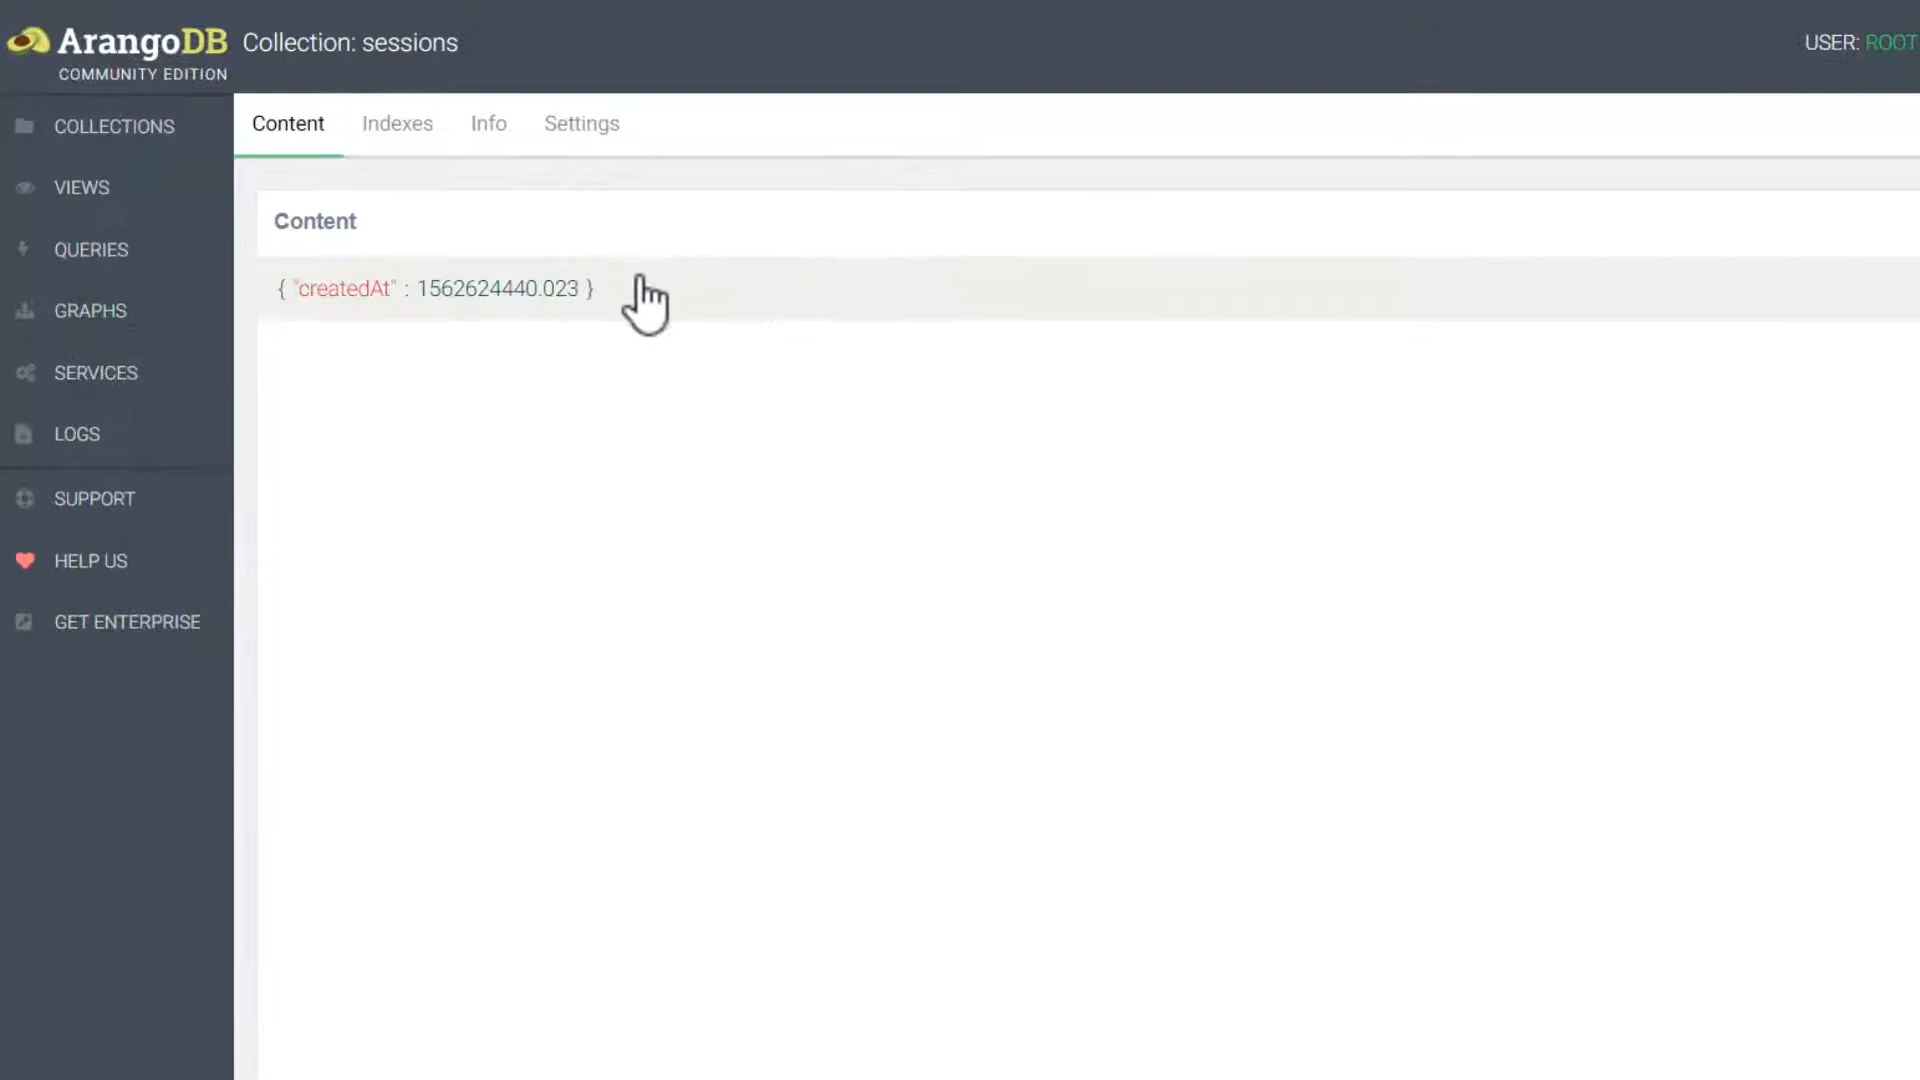 ArangoDB Collection: sessions USER: ROOT
COMMUNITY EDITION
COLLECTIONS
VIEWS
QUERIES
GRAPHS
SERVICES
LOGS
SUPPORT
HELP US
GET ENTERPRISE
Content Indexes Info Settings
Content
{ "createdAt" : 1562624440.023 }